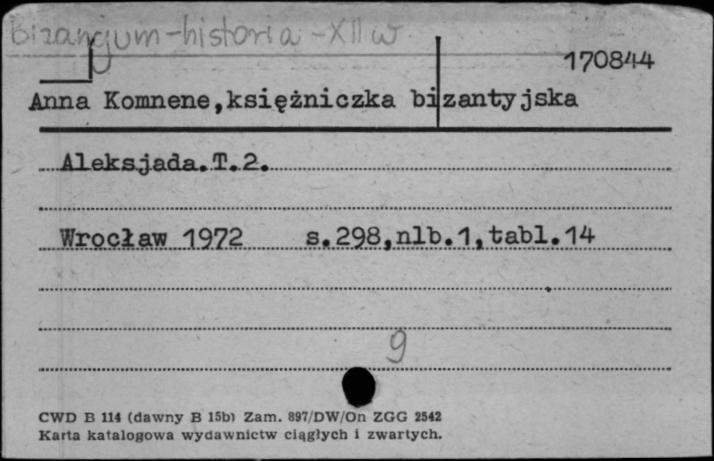 Bizancjum-historia-XII w
170844
Anna Komnene,księżniczka bizantyjska
Aleksjada.T.2.
Wrocław 1972 s.298,nlb.1,tabl.14
9
CWD B 114 (dawny B 15b) Zam. 897/DW/On ZGG 2542
Karta katalogowa wydawnictw ciągłych i zwartych.